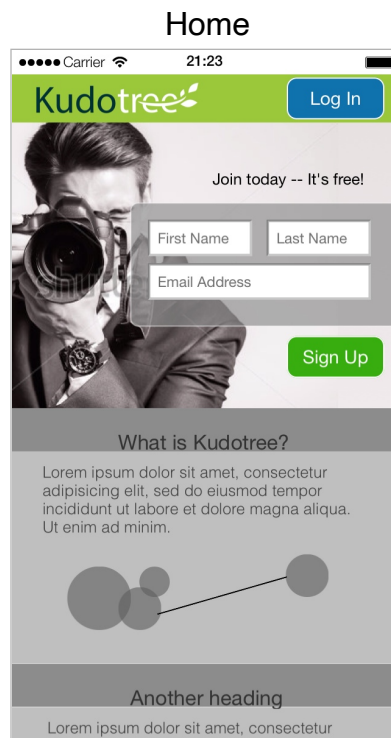 Home
Carrier 21:23
Kudotree
Log In
Join today -- It's free!
First Name Last Name
Email Address
Sign Up
What is Kudotree?
Lorem ipsum dolor sit amet, consectetur
adipisicing elit, sed do eiusmod tempor
incididunt ut labore et dolore magna aliqua.
Ut enim ad minim.
Another heading
Lorem ipsum dolor sit amet, consectetur